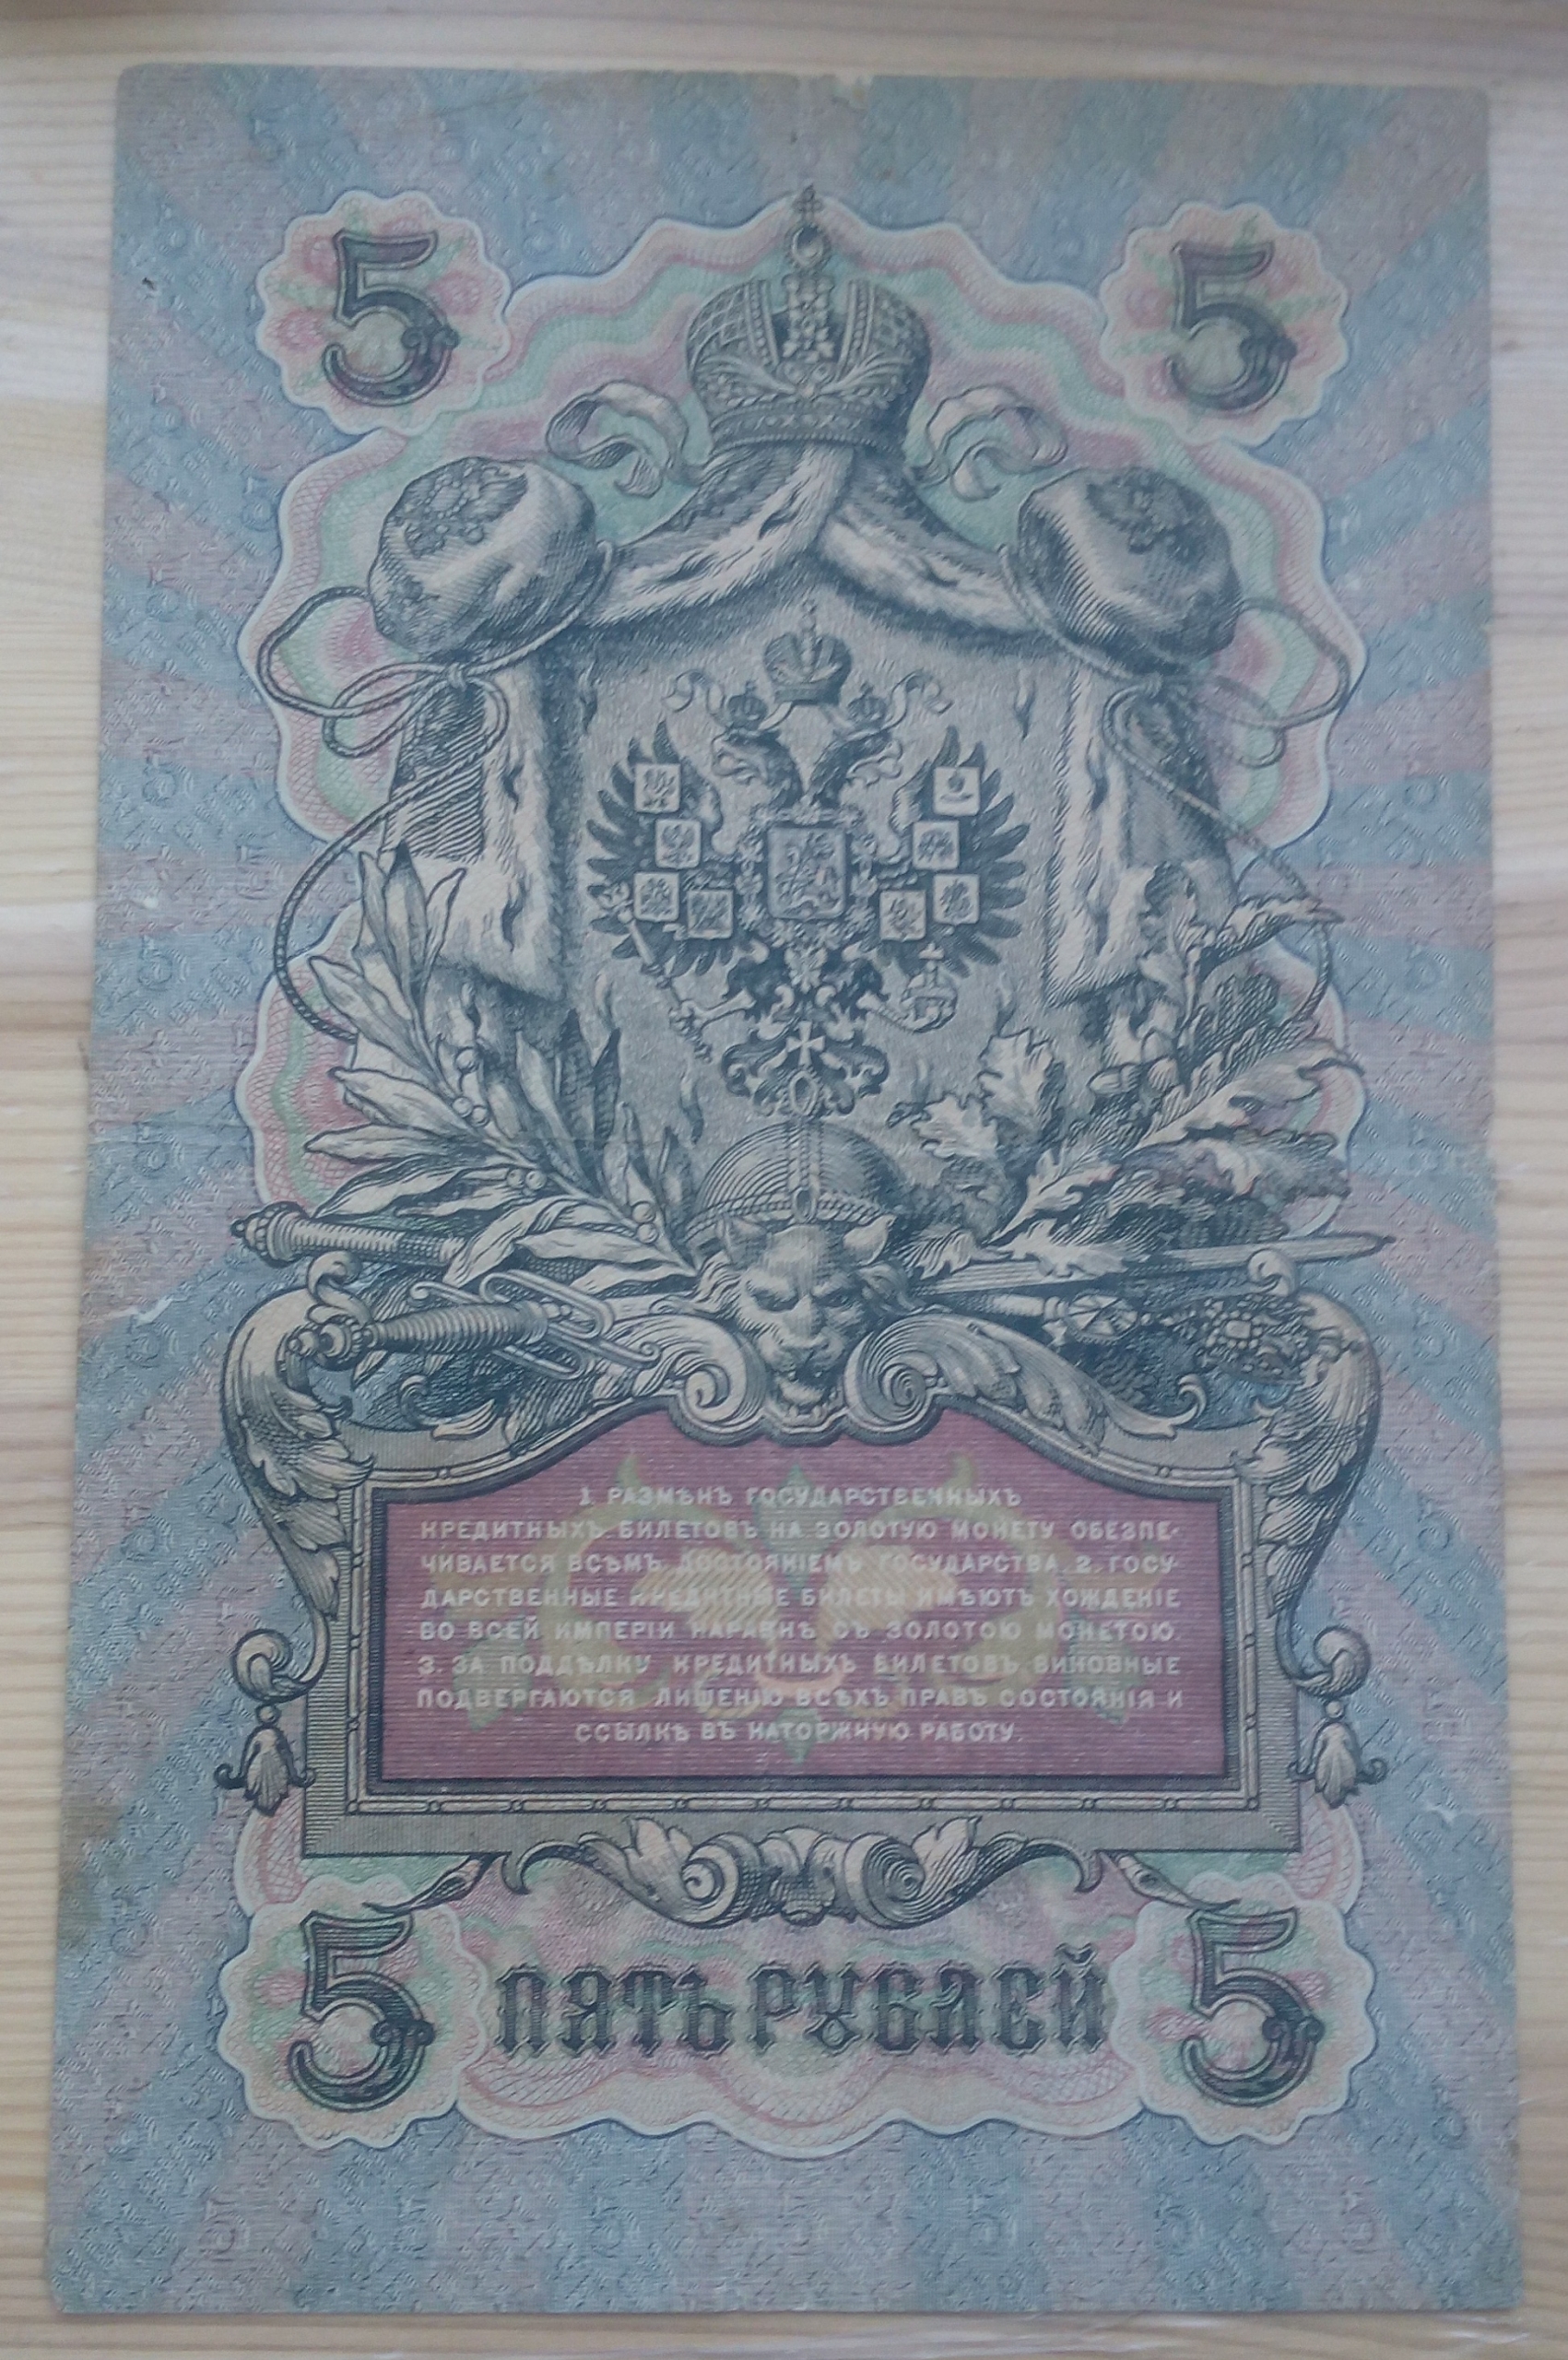 5 5
1. РАЗМѢНЪ ГОСУДАРСТВЕННЫХЪ
КРЕДИТНЫХЪ БИЛЕТОВЪ НА ЗОЛОТУЮ МОНЕТУ ОБЕЗПЕ-
ЧИВАЕТСЯ ВСѢМЪ ДОСТОЯНІЕМЪ ГОСУДАРСТВА. 2. ГОСУ-
ДАРСТВЕННЫЕ КРЕДИТНЫЕ БИЛЕТЫ ИМѢЮТЪ ХОЖДЕНІЕ
ВО ВСЕЙ ИМПЕРІИ НАРАВНѢ СЪ ЗОЛОТОЮ МОНЕТОЮ.
3. ЗА ПОДДѢЛКУ КРЕДИТНЫХЪ БИЛЕТОВЪ ВИНОВНЫЕ
ПОДВЕРГАЮТСЯ ЛИШЕНІЮ ВСѢХЪ ПРАВЪ СОСТОЯНІЯ И
ССЫЛКѢ ВЪ КАТОРЖНУЮ РАБОТУ.
5 ПЯТЬ РУБЛЕЙ 5